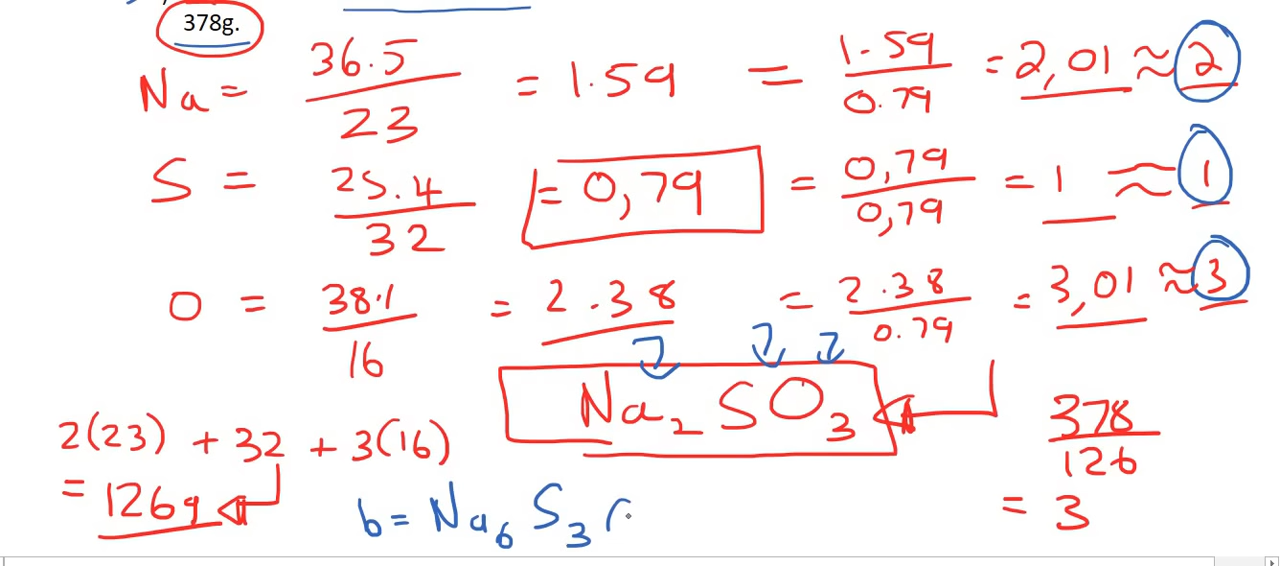 378g.
Na = 36.5/23 = 1.59 = 1.59/0.79 = 2,01 ≈ 2
S = 25.4/32 = 0,79 = 0,79/0,79 = 1 ≈ 1
O = 38.1/16 = 2.38 = 2.38/0.79 = 3,01 ≈ 3
Na₂SO₃
2(23) + 32 + 3(16)
= 126g
378/126
= 3
b = Na₆S₃